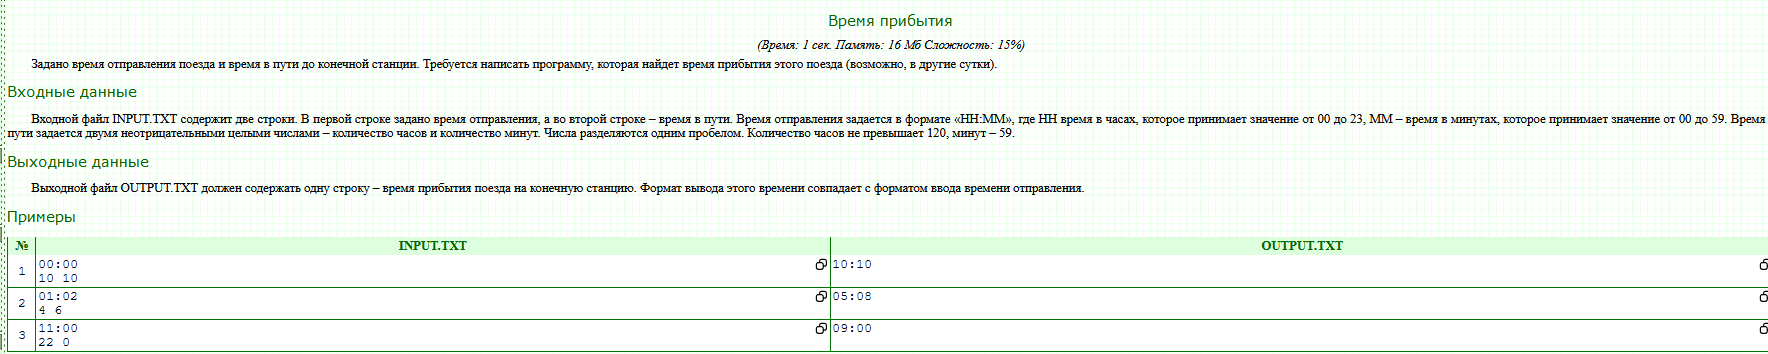 Время прибытия
(Время: 1 сек. Память: 16 Мб Сложность: 15%)
Задано время отправления поезда и время в пути до конечной станции. Требуется написать программу, которая найдет время прибытия этого поезда (возможно, в другие сутки).
Входные данные
Входной файл INPUT.TXT содержит две строки. В первой строке задано время отправления, а во второй строке – время в пути. Время отправления задается в формате «HH:MM», где HH время в часах, которое принимает значение от 00 до 23, ММ – время в минутах, которое принимает значение от 00 до 59. Время
пути задается двумя неотрицательными целыми числами – количество часов и количество минут. Числа разделяются одним пробелом. Количество часов не превышает 120, минут – 59.
Выходные данные
Выходной файл OUTPUT.TXT должен содержать одну строку – время прибытия поезда на конечную станцию. Формат вывода этого времени совпадает с форматом ввода времени отправления.
Примеры
№ INPUT.TXT OUTPUT.TXT
1 00:00 10:10
10 10
2 01:02 05:08
4 6
3 11:00 09:00
22 0